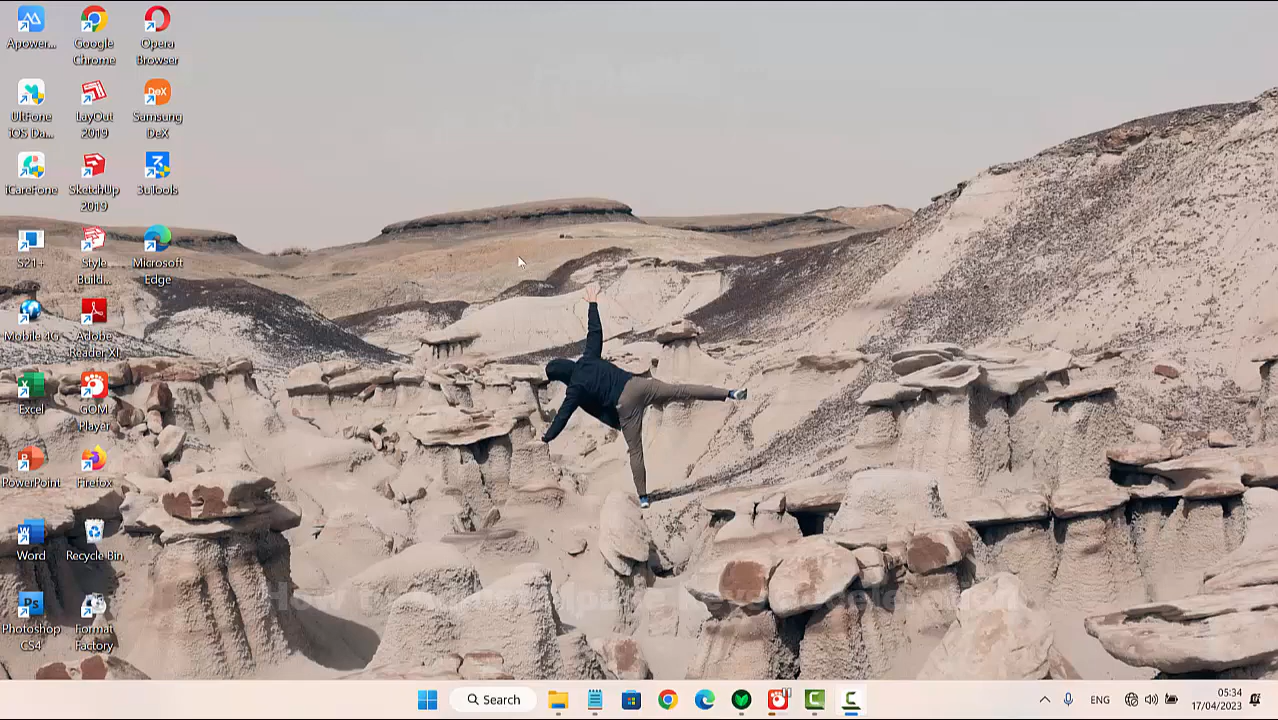 Apower...
Google
Chrome
Opera
Browser
UltFone
iOS Da...
LayOut
2019
Samsung
DeX
iCareFone
SketchUp
2019
3uTools
S21+
Style
Build...
Microsoft
Edge
Mobile 4G
Adobe
Reader XI
Excel
GOM
Player
PowerPoint
Firefox
Word
Recycle Bin
Photoshop
CS4
Format
Factory
Search
ENG
05:34
17/04/2023